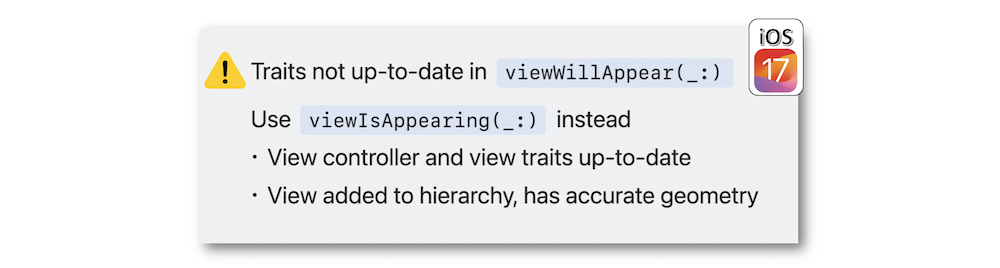 iOS
17
Traits not up-to-date in viewWillAppear(_:)
Use viewIsAppearing(_:) instead
· View controller and view traits up-to-date
· View added to hierarchy, has accurate geometry